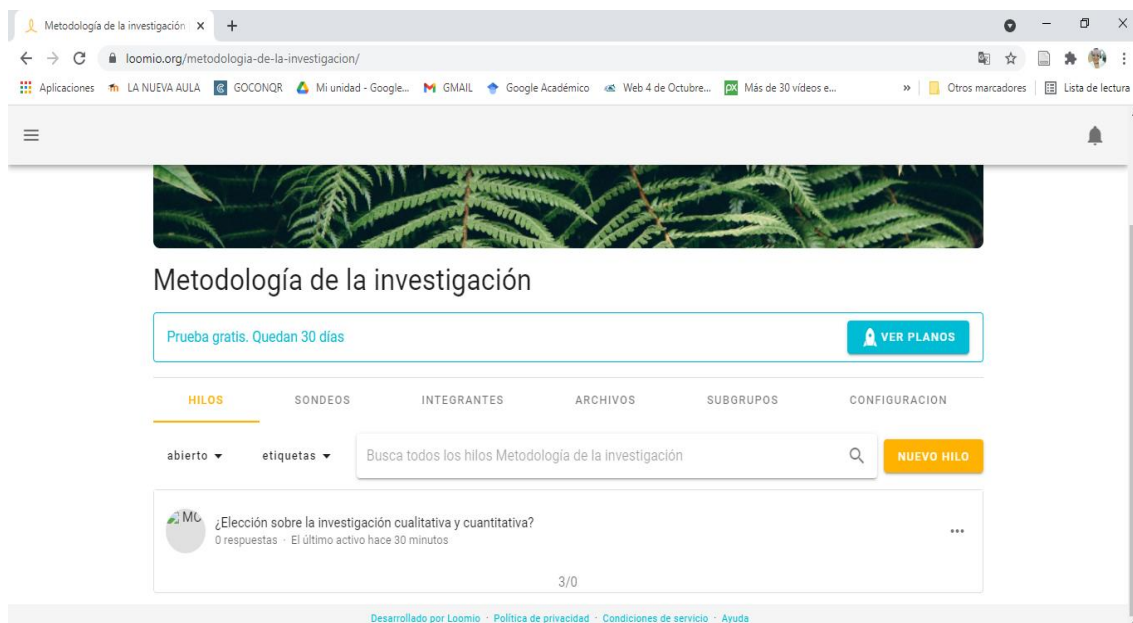 Metodología de la investigación
loomio.org/metodologia-de-la-investigacion/
Aplicaciones LA NUEVA AULA GOCONQR Mi unidad - Google... GMAIL Google Académico Web 4 de Octubre... Más de 30 vídeos e... » Otros marcadores Lista de lectura
Metodología de la investigación
Prueba gratis. Quedan 30 días VER PLANOS
HILOS SONDEOS INTEGRANTES ARCHIVOS SUBGRUPOS CONFIGURACION
abierto etiquetas Busca todos los hilos Metodología de la investigación NUEVO HILO
¿Elección sobre la investigación cualitativa y cuantitativa?
0 respuestas · El último activo hace 30 minutos
3/0
Desarrollado por Loomio · Política de privacidad · Condiciones de servicio · Ayuda